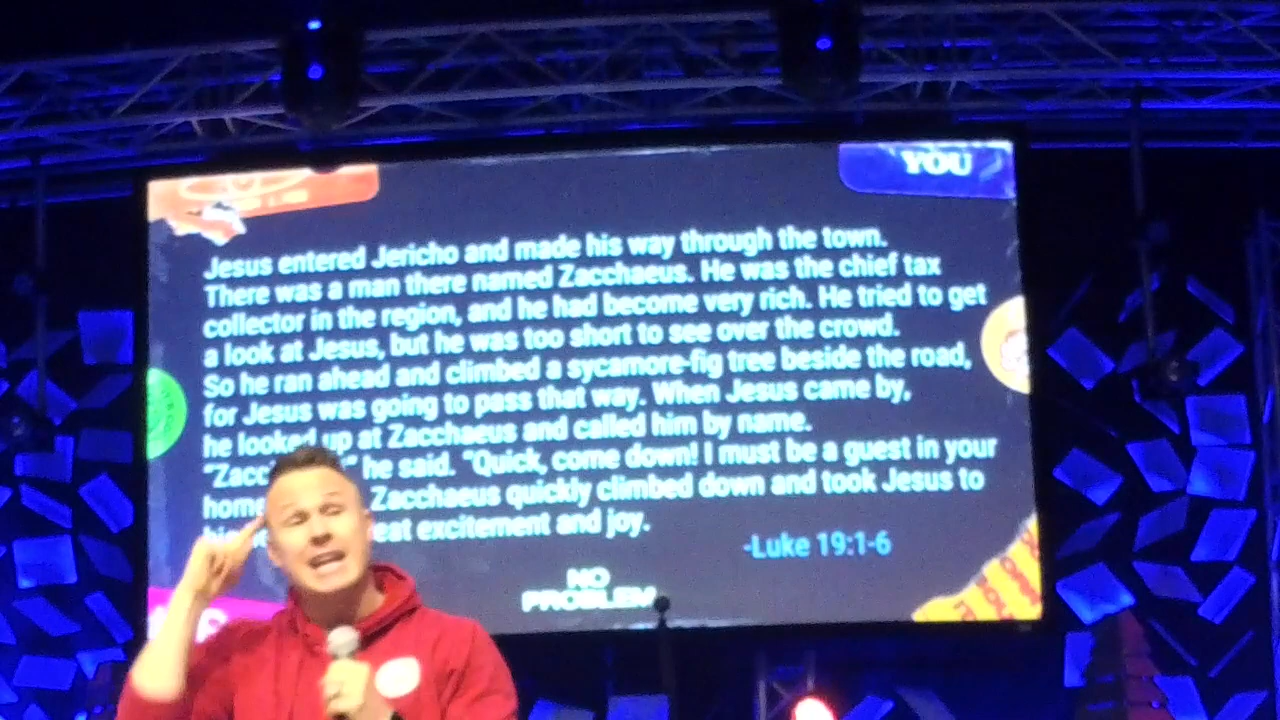 YOU
Jesus entered Jericho and made his way through the town.
There was a man there named Zacchaeus. He was the chief tax
collector in the region, and he had become very rich. He tried to get
a look at Jesus, but he was too short to see over the crowd.
So he ran ahead and climbed a sycamore-fig tree beside the road,
for Jesus was going to pass that way. When Jesus came by,
he looked up at Zacchaeus and called him by name.
“Zacc " he said. “Quick, come down! I must be a guest in your
home Zacchaeus quickly climbed down and took Jesus to
eat excitement and joy.
-Luke 19:1-6
NO
PROBLEM